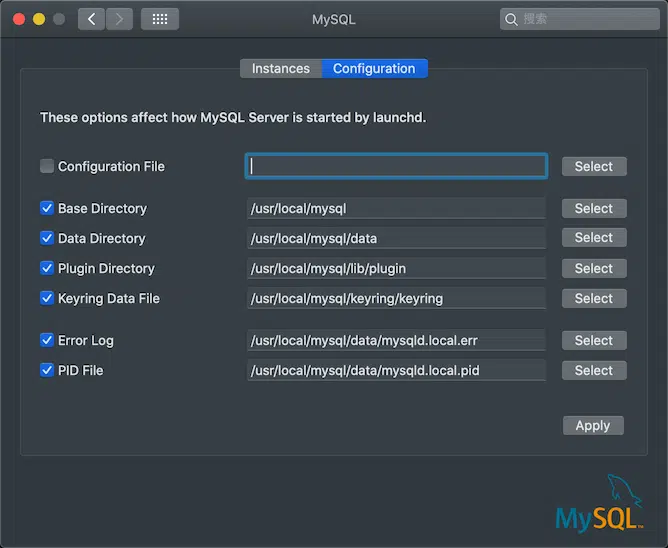 MySQL
搜索
Instances
Configuration
These options affect how MySQL Server is started by launchd.
Configuration File
Select
Base Directory
/usr/local/mysql
Select
Data Directory
/usr/local/mysql/data
Select
Plugin Directory
/usr/local/mysql/lib/plugin
Select
Keyring Data File
/usr/local/mysql/keyring/keyring
Select
Error Log
/usr/local/mysql/data/mysqld.local.err
Select
PID File
/usr/local/mysql/data/mysqld.local.pid
Select
Apply
MySQL™